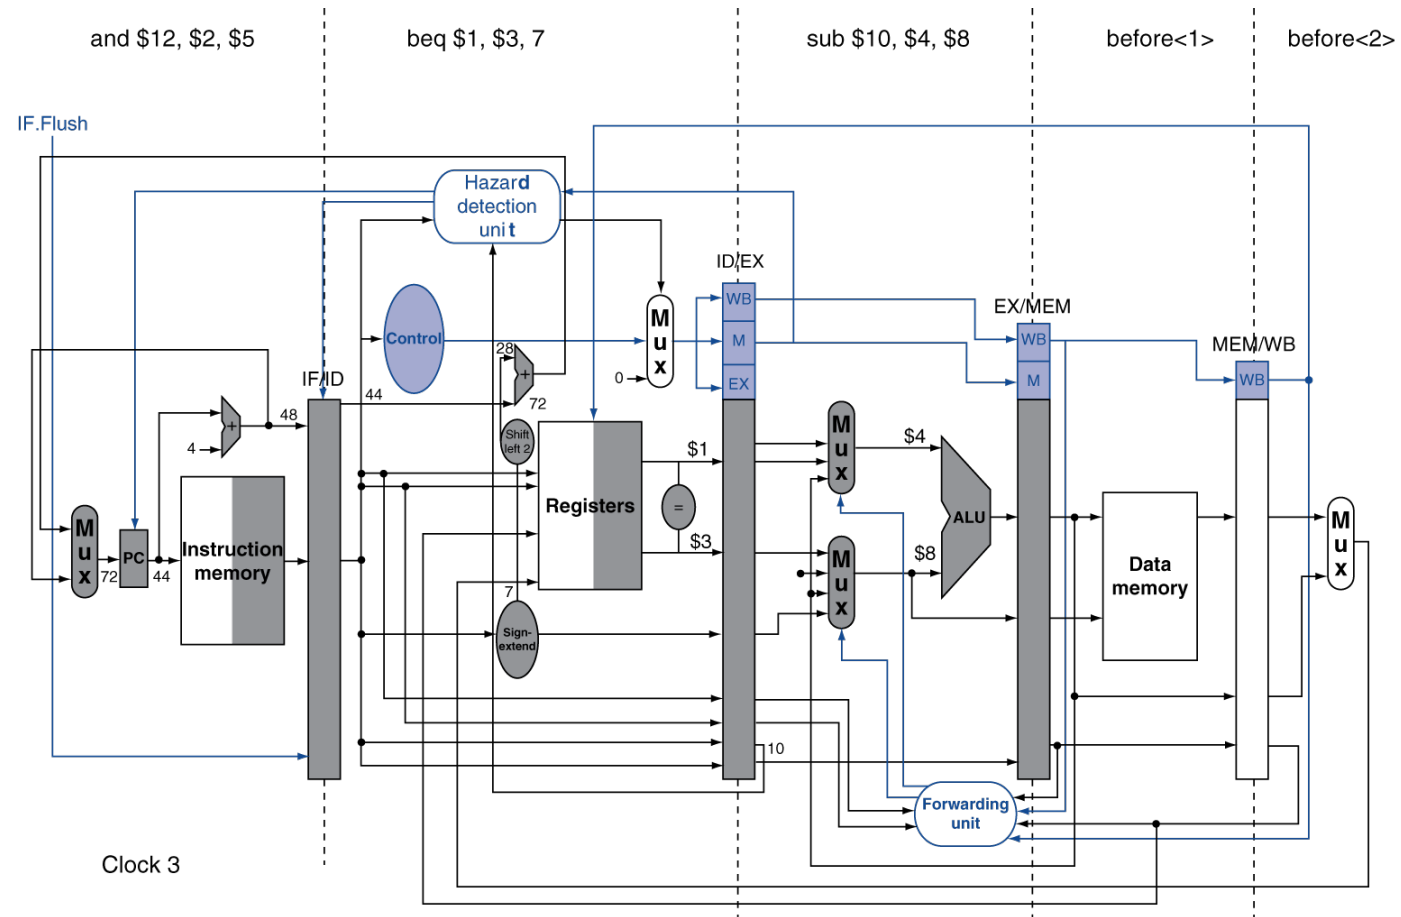 and $12, $2, $5
beq $1, $3, 7
sub $10, $4, $8
before<1>
before<2>
IF.Flush
Hazard
detection
unit
ID/EX
WB
M
EX
EX/MEM
WB
M
MEM/WB
WB
Control
M
u
x
0
28
+
72
IF/ID
44
48
+
4
Shift
left 2
M
u
x
PC
72
44
Instruction
memory
Registers
$1
=
$3
7
Sign-
extend
M
u
x
$4
M
u
x
$8
ALU
Data
memory
M
u
x
10
Forwarding
unit
Clock 3